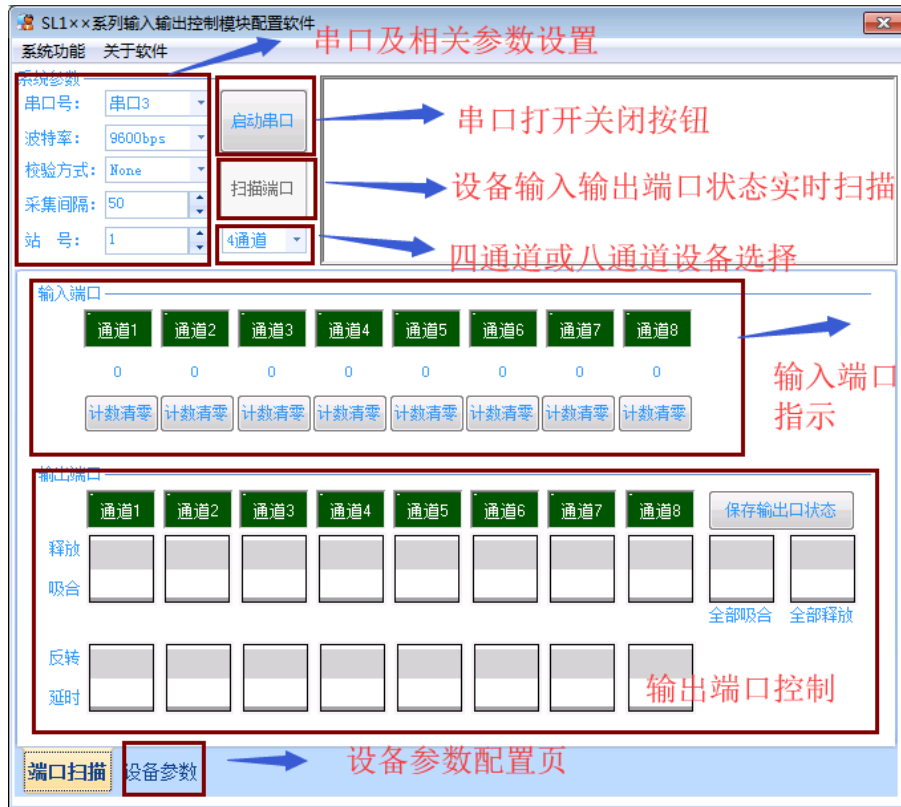 SL1××系列输入输出控制模块配置软件
系统功能 关于软件
串口及相关参数设置
系统参数
串口号： 串口3
波特率： 9600bps
校验方式： None
采集间隔： 50
站 号： 1
启动串口
扫描端口
4通道
串口打开关闭按钮
设备输入输出端口状态实时扫描
四通道或八通道设备选择
输入端口
通道1 通道2 通道3 通道4 通道5 通道6 通道7 通道8
0 0 0 0 0 0 0 0
计数清零 计数清零 计数清零 计数清零 计数清零 计数清零 计数清零 计数清零
输入端口
指示
输出端口
通道1 通道2 通道3 通道4 通道5 通道6 通道7 通道8 保存输出口状态
释放
吸合
全部吸合 全部释放
反转
延时
输出端口控制
端口扫描 设备参数
设备参数配置页